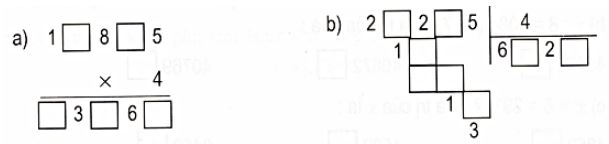 a) 1 □ 8 □ 5
× 4
□ 3 □ 6 □
b) 2 □ 2 □ 5 4
1 □ 6 □ 2 □
□ □
1 □
3